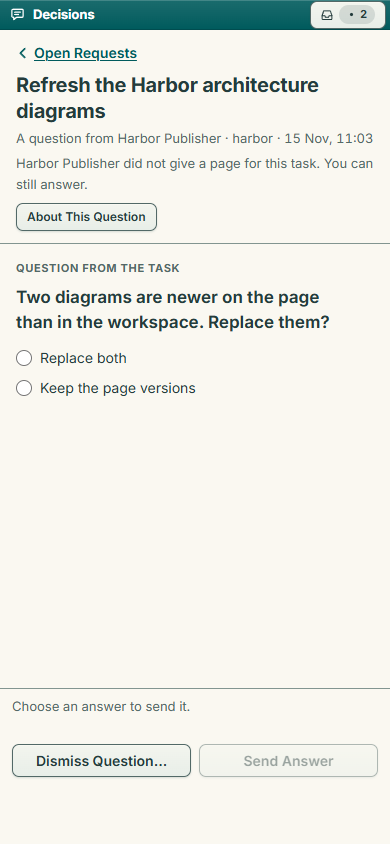 Decisions
• 2
Open Requests
Refresh the Harbor architecture
diagrams
A question from Harbor Publisher · harbor · 15 Nov, 11:03
Harbor Publisher did not give a page for this task. You can
still answer.
About This Question
QUESTION FROM THE TASK
Two diagrams are newer on the page
than in the workspace. Replace them?
Replace both
Keep the page versions
Choose an answer to send it.
Dismiss Question...
Send Answer